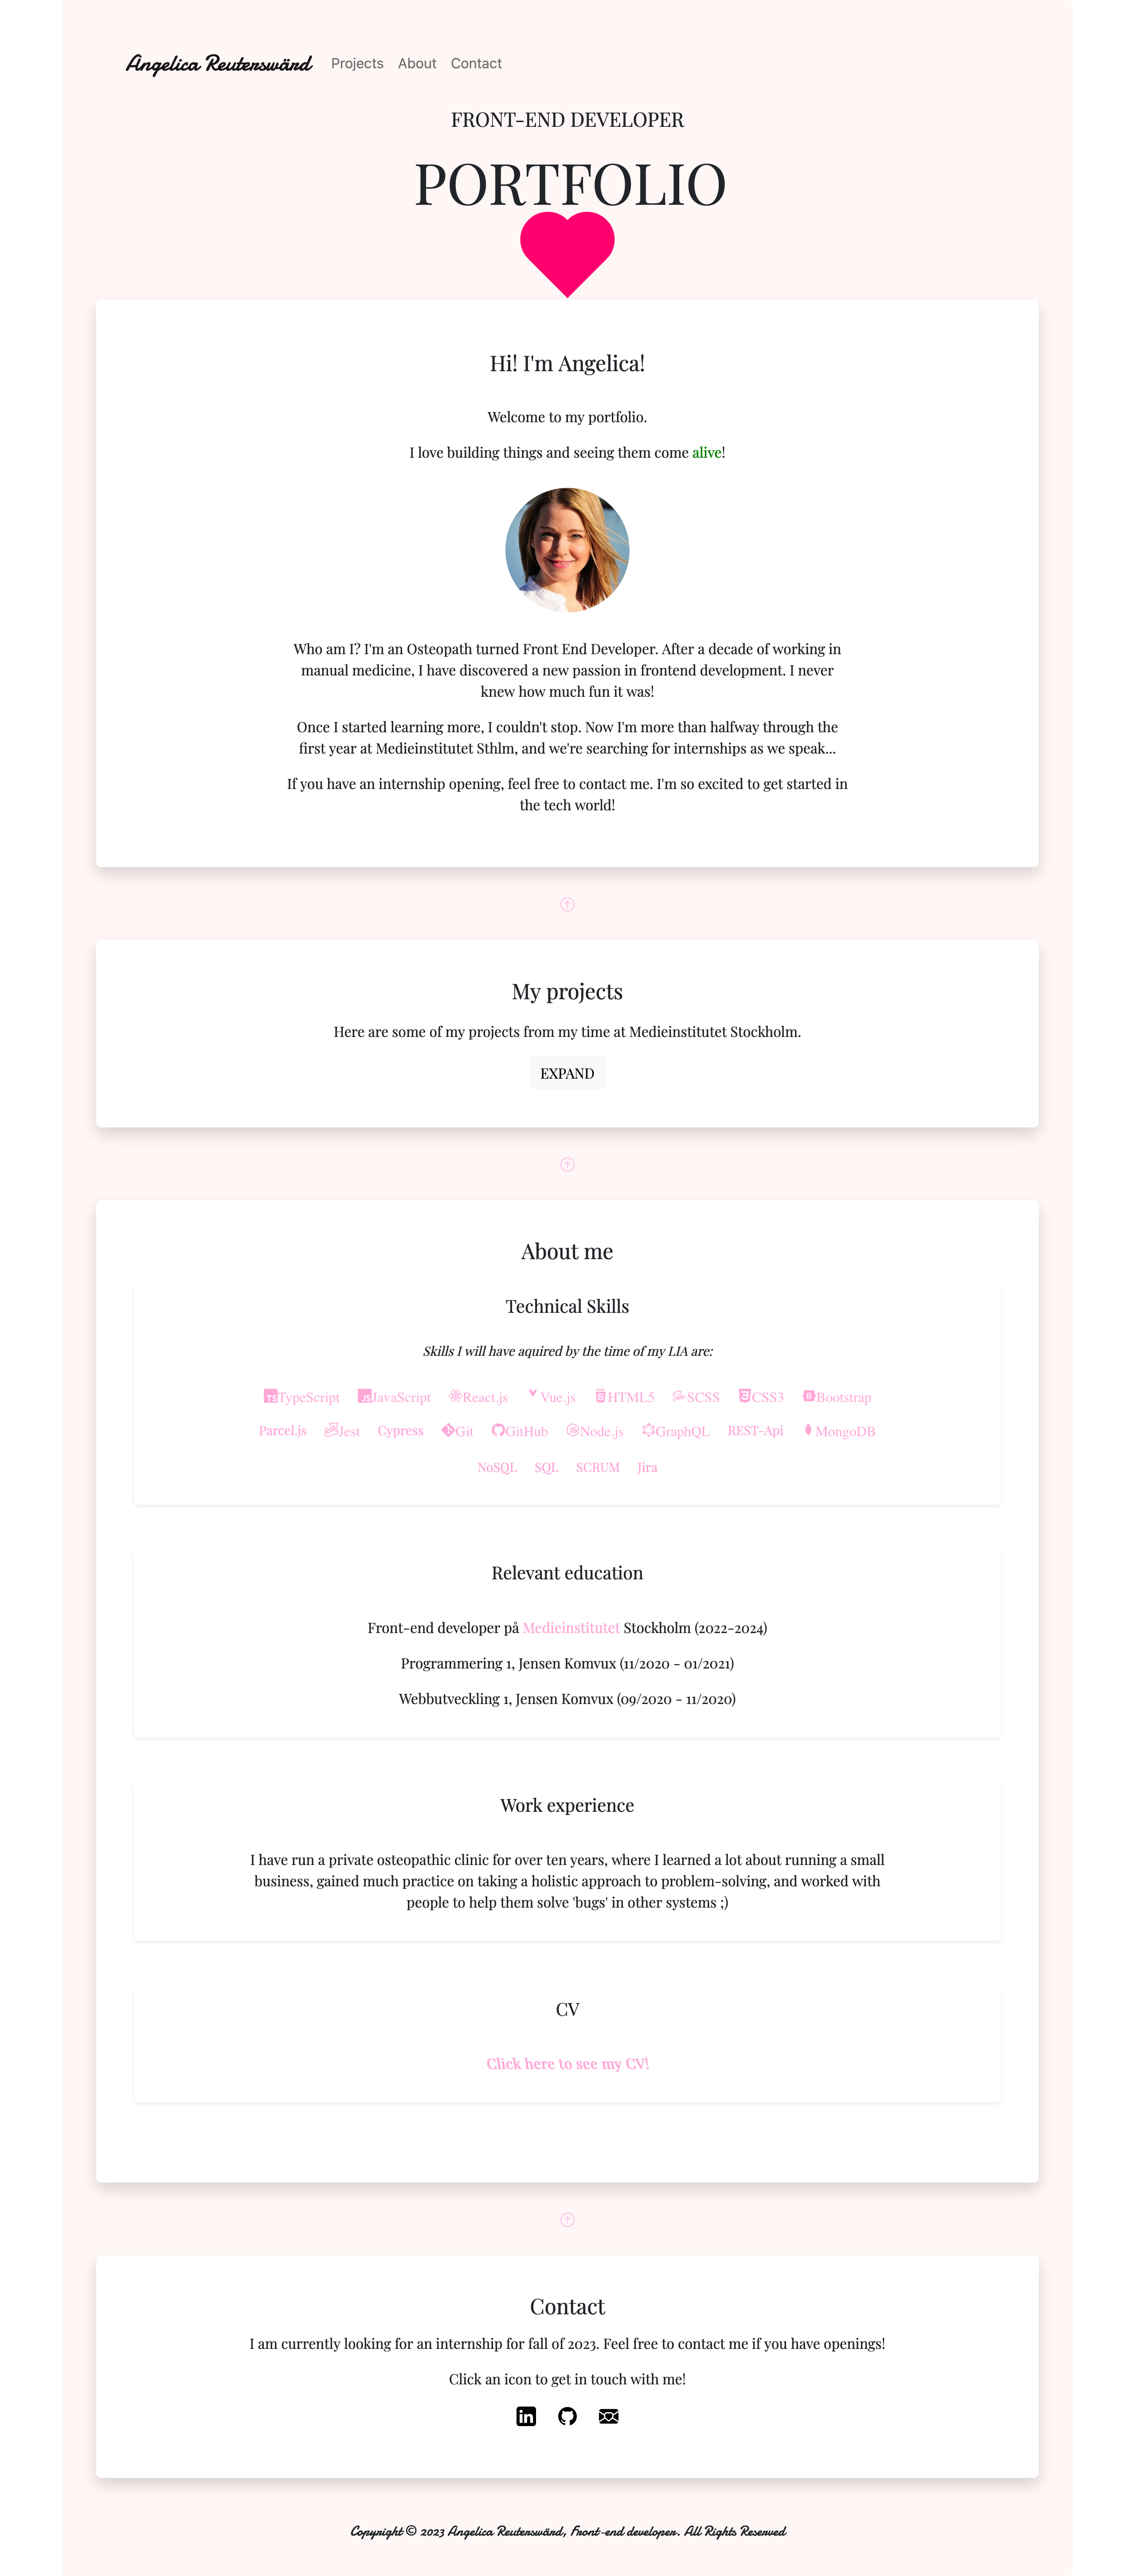 Angelica Reuterswärd Projects About Contact
FRONT-END DEVELOPER
PORTFOLIO
Hi! I'm Angelica!
Welcome to my portfolio.
I love building things and seeing them come alive!
Who am I? I'm an Osteopath turned Front End Developer. After a decade of working in
manual medicine, I have discovered a new passion in frontend development. I never
knew how much fun it was!
Once I started learning more, I couldn't stop. Now I'm more than halfway through the
first year at Medieinstitutet Sthlm, and we're searching for internships as we speak...
If you have an internship opening, feel free to contact me. I'm so excited to get started in
the tech world!
My projects
Here are some of my projects from my time at Medieinstitutet Stockholm.
EXPAND
About me
Technical Skills
Skills I will have aquired by the time of my LIA are:
TypeScript JavaScript React.js Vue.js HTML5 SCSS CSS3 Bootstrap
Parcel.js Jest Cypress Git GitHub Node.js GraphQL REST-Api MongoDB
NoSQL SQL SCRUM Jira
Relevant education
Front-end developer på Medieinstitutet Stockholm (2022-2024)
Programmering 1, Jensen Komvux (11/2020 - 01/2021)
Webbutveckling 1, Jensen Komvux (09/2020 - 11/2020)
Work experience
I have run a private osteopathic clinic for over ten years, where I learned a lot about running a small
business, gained much practice on taking a holistic approach to problem-solving, and worked with
people to help them solve 'bugs' in other systems ;)
CV
Click here to see my CV!
Contact
I am currently looking for an internship for fall of 2023. Feel free to contact me if you have openings!
Click an icon to get in touch with me!
Copyright © 2023 Angelica Reuterswärd, Front-end developer. All Rights Reserved